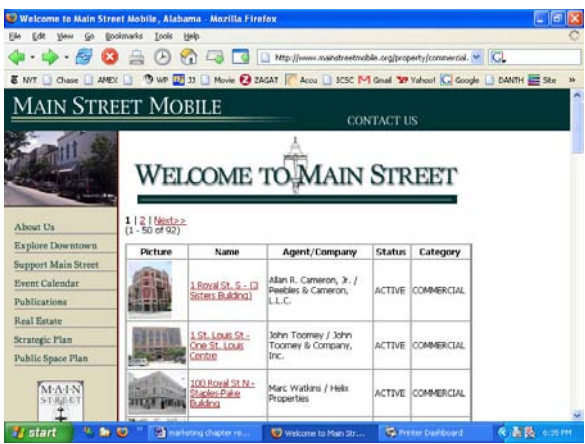 Welcome to Main Street Mobile, Alabama - Mozilla Firefox
File Edit View Go Bookmarks Tools Help
http://www.mainstreetmobile.org/property/commercial.
NYT Chase AMEX WP 33 Movie ZAGAT Accu ICSC Gmail Yahoo! Google DANTH Site »
MAIN STREET MOBILE
CONTACT US
WELCOME TO MAIN STREET
1 | 2 | Next>>
(1 - 50 of 92)
About Us
Explore Downtown
Support Main Street
Event Calendar
Publications
Real Estate
Strategic Plan
Public Space Plan
MAIN
STREET
Picture Name Agent/Company Status Category
1 Royal St. S - (3
Sisters Building)
Allan R. Cameron, Jr. /
Peebles & Cameron,
L.L.C.
ACTIVE COMMERCIAL
1 St. Louis St -
One St. Louis
Centre
John Toomey / John
Toomey & Company,
Inc.
ACTIVE COMMERCIAL
100 Royal St N -
Staples-Pake
Building
Marc Watkins / Helix
Properties
ACTIVE COMMERCIAL
start
marketing chapter ro...
Welcome to Main Str...
Printer Dashboard
6:35 PM